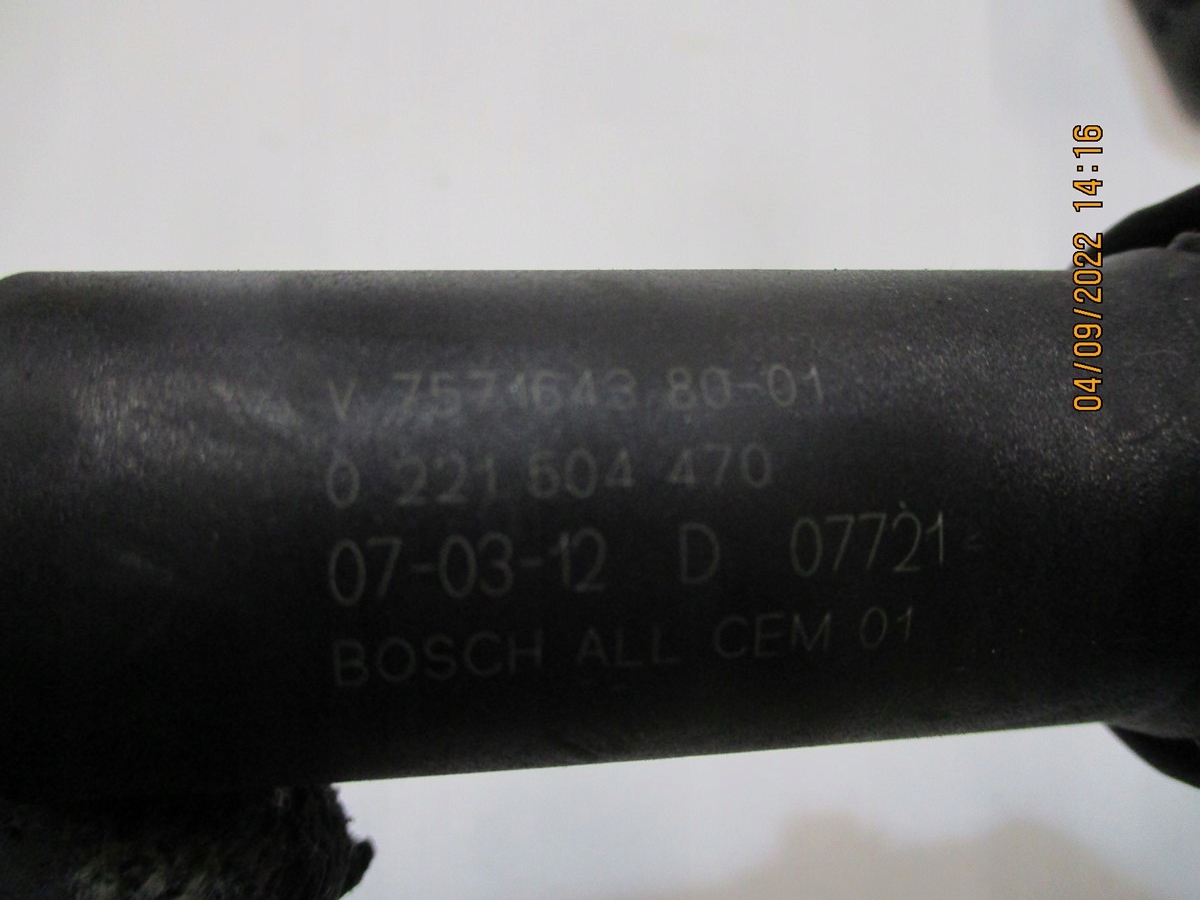 V 7571643 80-01
0 221 504 470
07-03-12 D 07721
BOSCH ALL CEM 01
04/09/2022 14:16